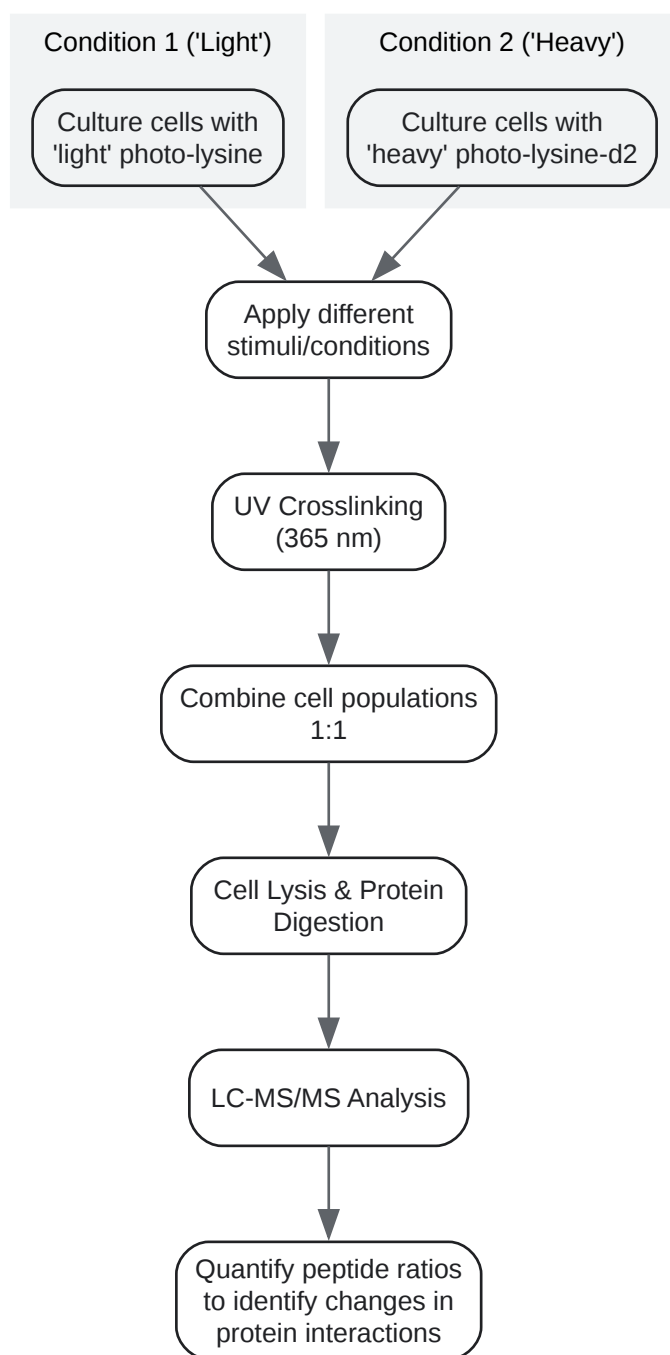 Condition 1 ('Light')
Condition 2 ('Heavy')
Culture cells with
'light' photo-lysine
Culture cells with
'heavy' photo-lysine-d2
Apply different
stimuli/conditions
UV Crosslinking
(365 nm)
Combine cell populations
1:1
Cell Lysis & Protein
Digestion
LC-MS/MS Analysis
Quantify peptide ratios
to identify changes in
protein interactions